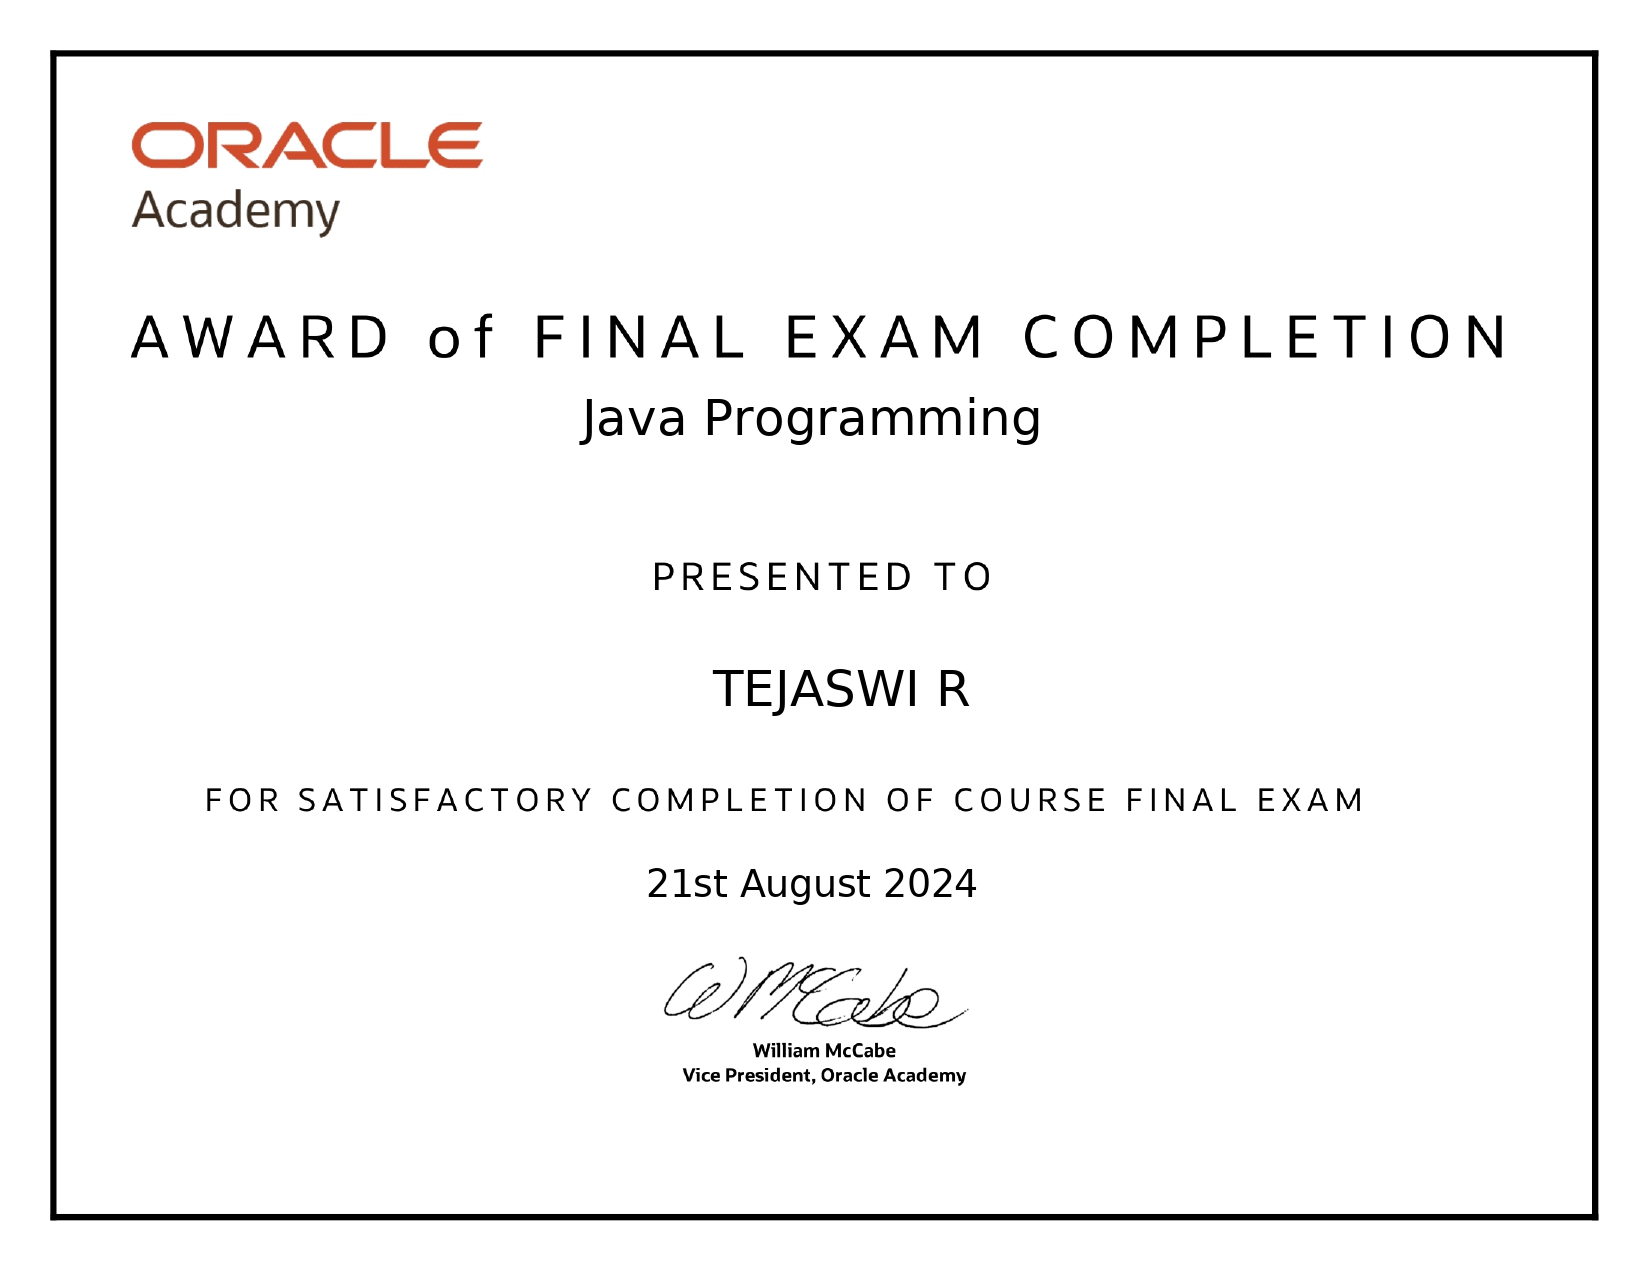 ORACLE
Academy
AWARD of FINAL EXAM COMPLETION
Java Programming
PRESENTED TO
TEJASWI R
FOR SATISFACTORY COMPLETION OF COURSE FINAL EXAM
21st August 2024
W McCabe
William McCabe
Vice President, Oracle Academy